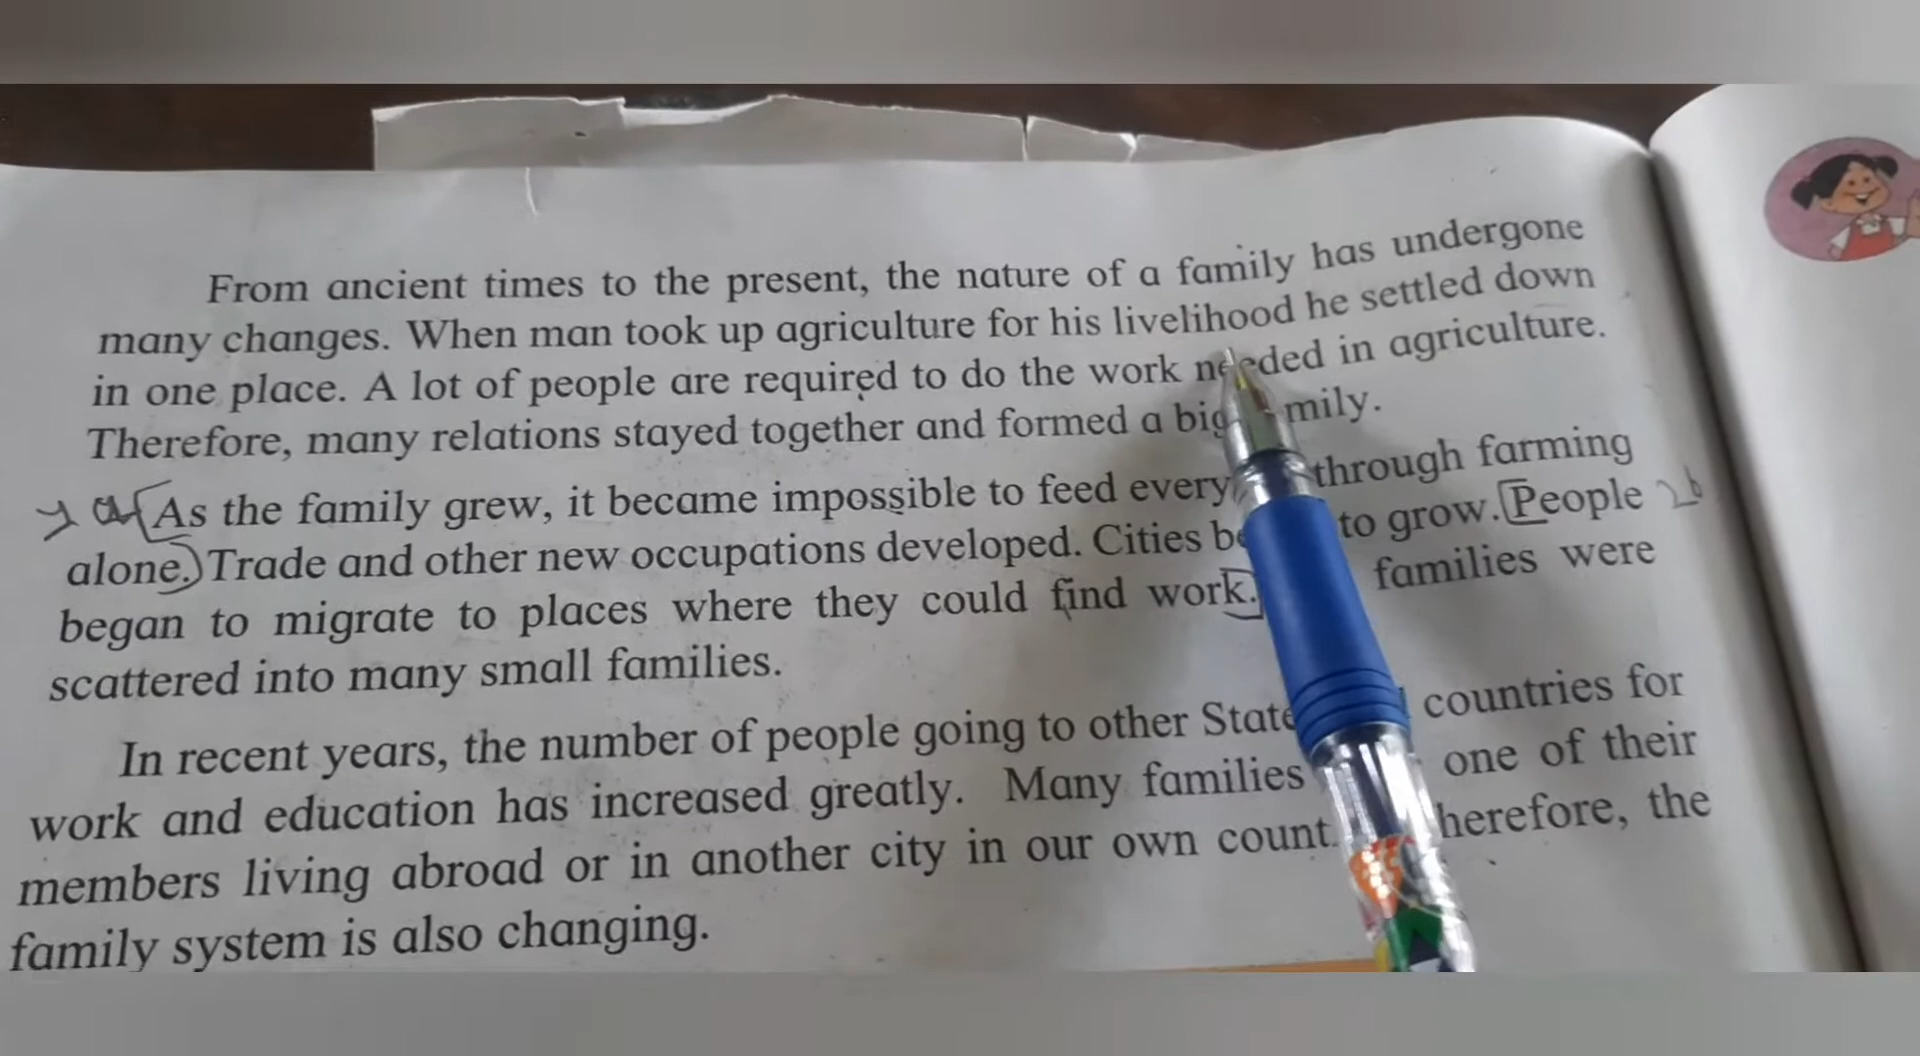 From ancient times to the present, the nature of a family has undergone
many changes. When man took up agriculture for his livelihood he settled down
in one place. A lot of people are required to do the work needed in agriculture.
Therefore, many relations stayed together and formed a big mily.
As the family grew, it became impossible to feed every through farming
alone. Trade and other new occupations developed. Cities to grow. People
began to migrate to places where they could find work. families were
scattered into many small families.
In recent years, the number of people going to other State countries for
work and education has increased greatly. Many families one of their
members living abroad or in another city in our own count herefore, the
family system is also changing.